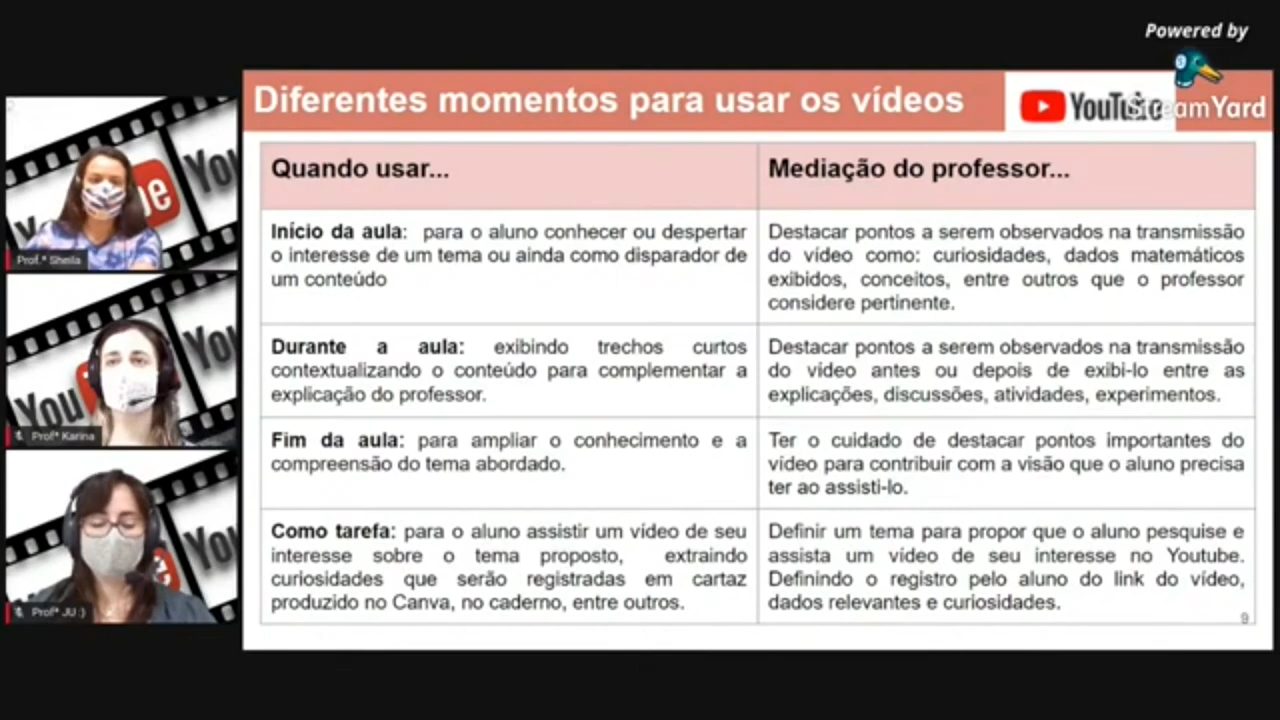 Powered by
StreamYard
Diferentes momentos para usar os vídeos
YouTube
Quando usar...
Mediação do professor...
Início da aula: para o aluno conhecer ou despertar
o interesse de um tema ou ainda como disparador de
um conteúdo
Destacar pontos a serem observados na transmissão
do vídeo como: curiosidades, dados matemáticos
exibidos, conceitos, entre outros que o professor
considere pertinente.
Durante a aula: exibindo trechos curtos
contextualizando o conteúdo para complementar a
explicação do professor.
Destacar pontos a serem observados na transmissão
do vídeo antes ou depois de exibi-lo entre as
explicações, discussões, atividades, experimentos.
Fim da aula: para ampliar o conhecimento e a
compreensão do tema abordado.
Ter o cuidado de destacar pontos importantes do
vídeo para contribuir com a visão que o aluno precisa
ter ao assisti-lo.
Como tarefa: para o aluno assistir um vídeo de seu
interesse sobre o tema proposto, extraindo
curiosidades que serão registradas em cartaz
produzido no Canva, no caderno, entre outros.
Definir um tema para propor que o aluno pesquise e
assista um vídeo de seu interesse no Youtube.
Definindo o registro pelo aluno do link do vídeo,
dados relevantes e curiosidades.
9
You
Prof.ª Sheila
You
You
Profª Karina
You
Profª JU :)